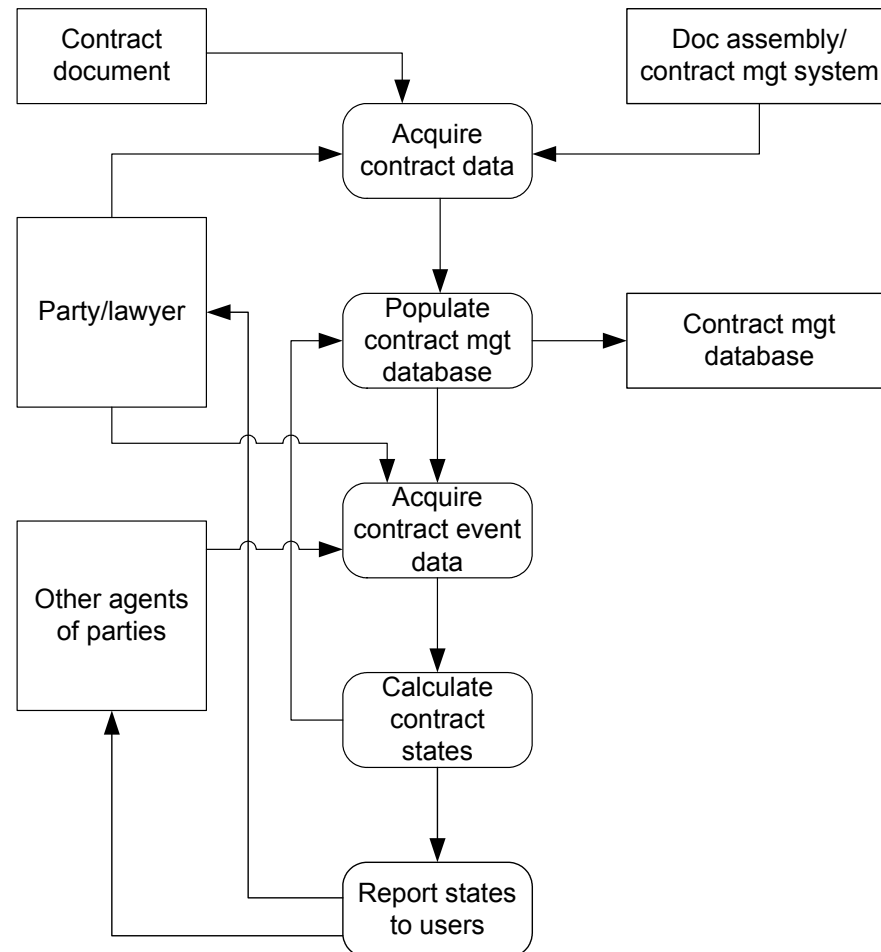 Contract
document
Doc assembly/
contract mgt system
Acquire
contract data
Party/lawyer
Populate
contract mgt
database
Contract mgt
database
Acquire
contract event
data
Other agents
of parties
Calculate
contract
states
Report states
to users